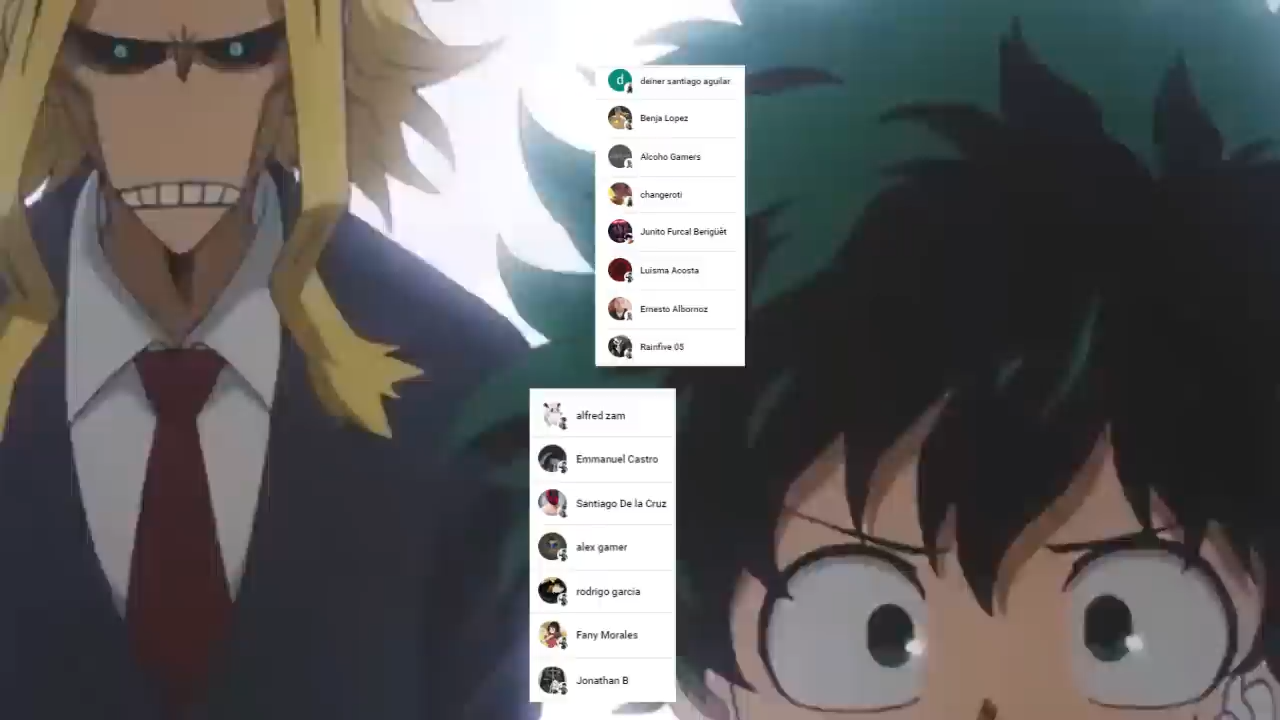 d
deiner santiago aguilar
Benja Lopez
Alcoho Gamers
changeroti
Junito Furcal Berigüët
Luisma Acosta
Ernesto Albornoz
Rainfive 05
alfred zam
Emmanuel Castro
Santiago De la Cruz
alex gamer
rodrigo garcia
Fany Morales
Jonathan B